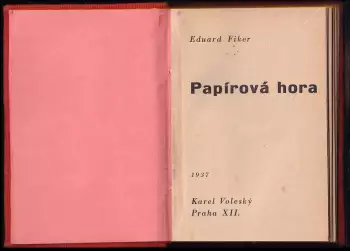 Eduard Fiker
Papírová hora
1937
Karel Voleský
Praha XII.